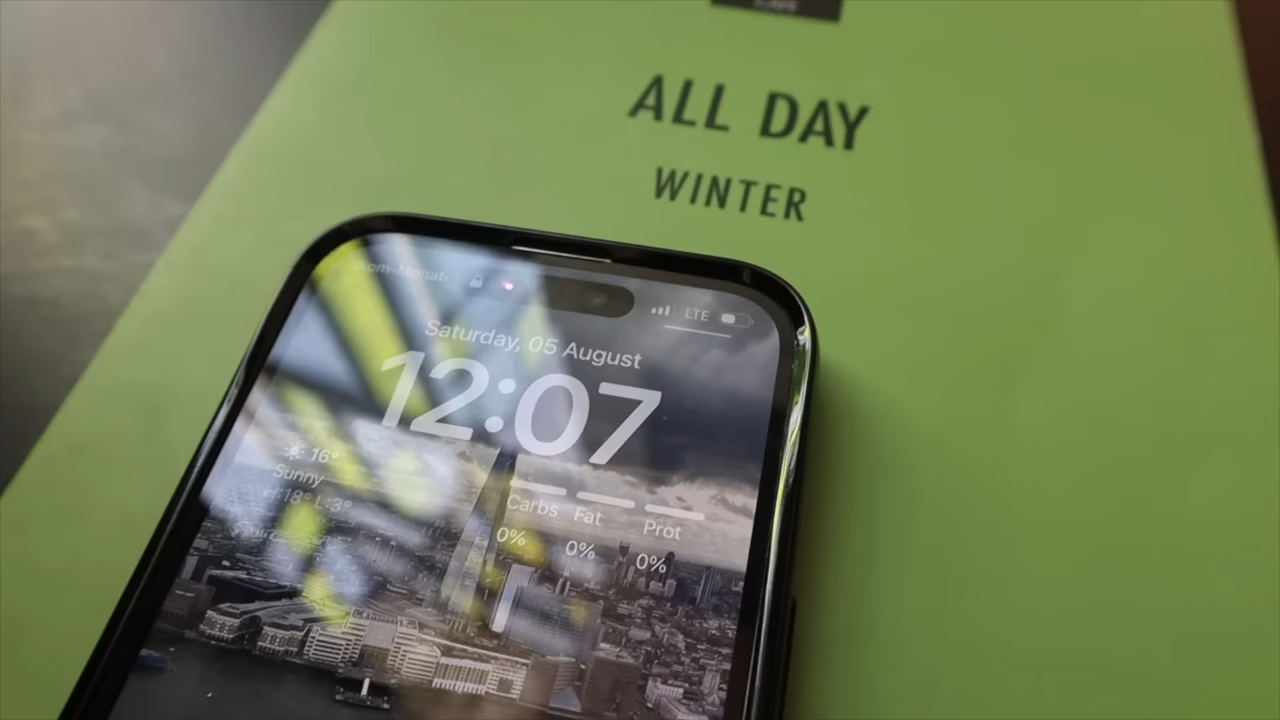 ALL DAY
WINTER
LTE
Saturday, 05 August
12:07
16°
Sunny
H:18° L:3°
Carbs Fat Prot
0% 0% 0%